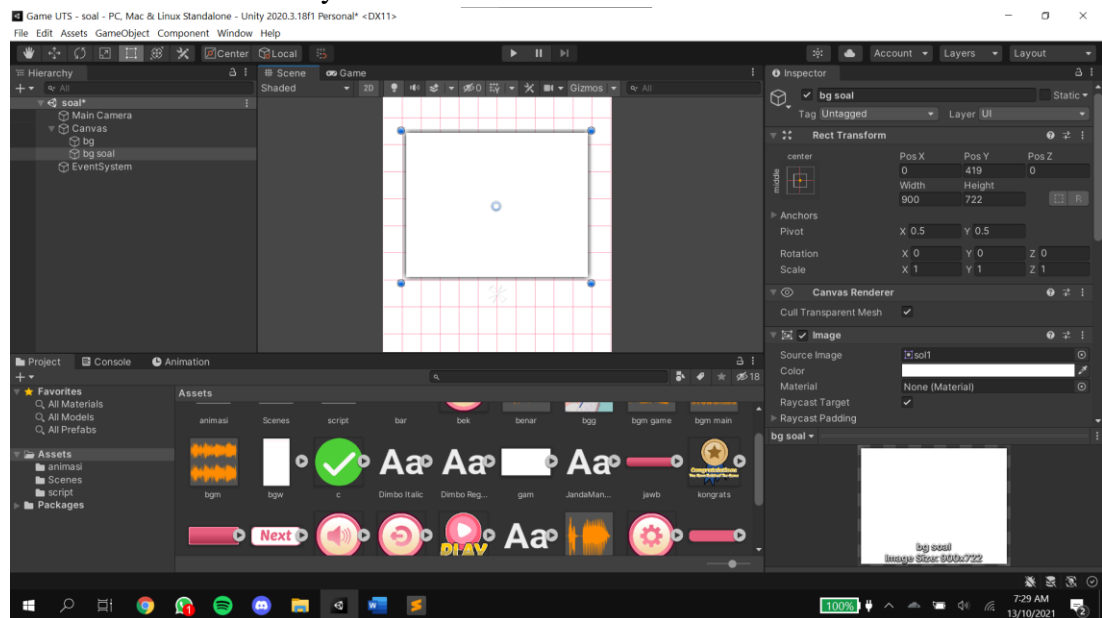 Game UTS - soal - PC, Mac & Linux Standalone - Unity 2020.3.18f1 Personal* <DX11>
File Edit Assets GameObject Component Window Help
Center Local Account Layers Layout
Hierarchy
All
soal*
Main Camera
Canvas
bg
bg soal
EventSystem
Scene Game
Shaded 2D 0 Gizmos All
Inspector
bg soal Static
Tag Untagged Layer UI
Rect Transform
center Pos X Pos Y Pos Z
middle 0 419 0
Width Height
900 722 R
Anchors
Pivot X 0.5 Y 0.5
Rotation X 0 Y 0 Z 0
Scale X 1 Y 1 Z 1
Canvas Renderer
Cull Transparent Mesh
Image
Source Image sol1
Color
Material None (Material)
Raycast Target
Raycast Padding
bg soal
bg soal
Image Size: 900x722
Project Console Animation
18
Favorites
All Materials
All Models
All Prefabs
Assets
animasi
Scenes
script
Packages
Assets
animasi Scenes script bar bek benar bgg bgm game bgm main
Aa Aa Aa
bgm bgw c Dimbo Italic Dimbo Reg... gam JandaMan... jawb kongrats
Next PLAY Aa
100% 7:29 AM
13/10/2021 2